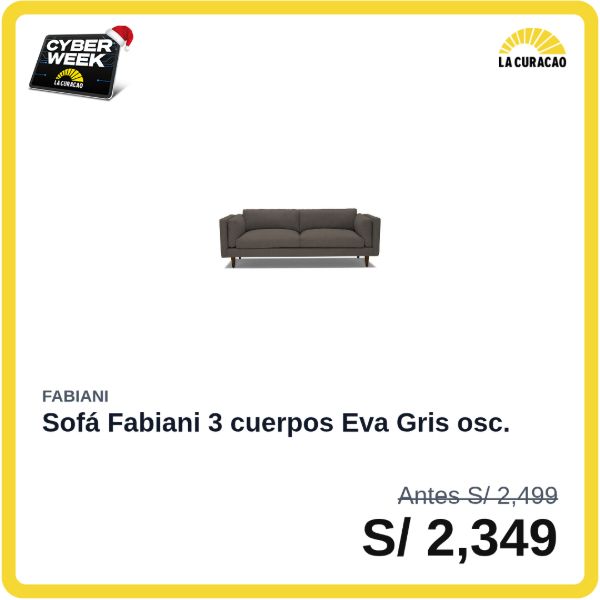 CYBER
WEEK
LA CURACAO
LA CURACAO
FABIANI
Sofá Fabiani 3 cuerpos Eva Gris osc.
Antes S/ 2,499
S/ 2,349